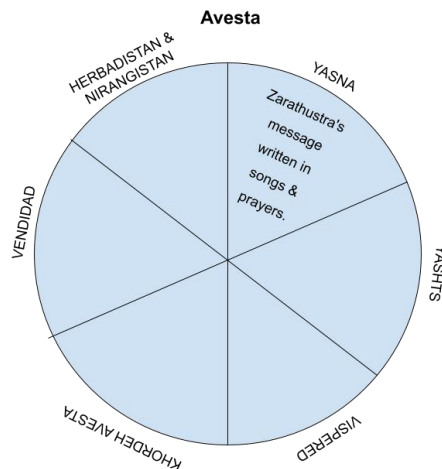 Avesta
HERBADISTAN &
NIRANGISTAN
YASNA
Zarathustra's
message
written in
songs &
prayers.
VENDIDAD
YASHTS
KHORDEH AVESTA
VISPERED